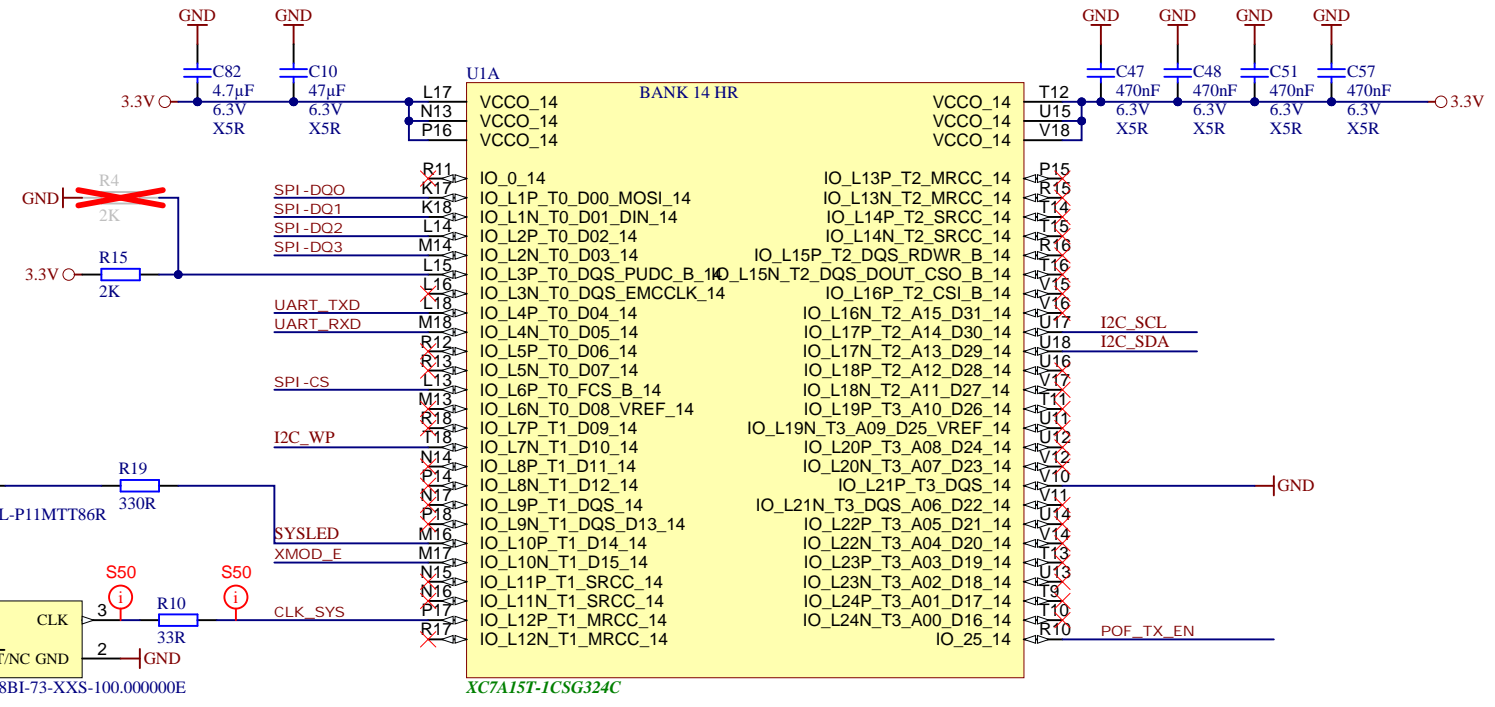 GND GND GND GND GND GND
C82 C10 C47 C48 C51 C57
4.7µF 47µF 470nF 470nF 470nF 470nF
6.3V 6.3V 6.3V 6.3V 6.3V 6.3V
X5R X5R X5R X5R X5R X5R
3.3V 3.3V
U1A
BANK 14 HR
L17 VCCO_14 VCCO_14 T12
N13 VCCO_14 VCCO_14 U15
P16 VCCO_14 VCCO_14 V18
R11 IO_0_14 IO_L13P_T2_MRCC_14 P15
SPI-DQ0 K17 IO_L1P_T0_D00_MOSI_14 IO_L13N_T2_MRCC_14 R15
SPI-DQ1 K18 IO_L1N_T0_D01_DIN_14 IO_L14P_T2_SRCC_14 T14
SPI-DQ2 L14 IO_L2P_T0_D02_14 IO_L14N_T2_SRCC_14 T15
SPI-DQ3 M14 IO_L2N_T0_D03_14 IO_L15P_T2_DQS_RDWR_B_14 R16
L15 IO_L3P_T0_DQS_PUDC_B_14 IO_L15N_T2_DQS_DOUT_CSO_B_14 T16
L16 IO_L3N_T0_DQS_EMCCLK_14 IO_L16P_T2_CSI_B_14 V15
UART_TXD L18 IO_L4P_T0_D04_14 IO_L16N_T2_A15_D31_14 V16
UART_RXD M18 IO_L4N_T0_D05_14 IO_L17P_T2_A14_D30_14 U17 I2C_SCL
R12 IO_L5P_T0_D06_14 IO_L17N_T2_A13_D29_14 U18 I2C_SDA
R13 IO_L5N_T0_D07_14 IO_L18P_T2_A12_D28_14 U16
SPI-CS L13 IO_L6P_T0_FCS_B_14 IO_L18N_T2_A11_D27_14 V17
M13 IO_L6N_T0_D08_VREF_14 IO_L19P_T3_A10_D26_14 T11
R18 IO_L7P_T1_D09_14 IO_L19N_T3_A09_D25_VREF_14 U11
I2C_WP T18 IO_L7N_T1_D10_14 IO_L20P_T3_A08_D24_14 U12
N14 IO_L8P_T1_D11_14 IO_L20N_T3_A07_D23_14 V12
P14 IO_L8N_T1_D12_14 IO_L21P_T3_DQS_14 V10 GND
N17 IO_L9P_T1_DQS_14 IO_L21N_T3_DQS_A06_D22_14 V11
P18 IO_L9N_T1_DQS_D13_14 IO_L22P_T3_A05_D21_14 U14
SYSLED M16 IO_L10P_T1_D14_14 IO_L22N_T3_A04_D20_14 V14
XMOD_E M17 IO_L10N_T1_D15_14 IO_L23P_T3_A03_D19_14 T13
N15 IO_L11P_T1_SRCC_14 IO_L23N_T3_A02_D18_14 U13
N16 IO_L11N_T1_SRCC_14 IO_L24P_T3_A01_D17_14 T9
CLK_SYS P17 IO_L12P_T1_MRCC_14 IO_L24N_T3_A00_D16_14 T10
R17 IO_L12N_T1_MRCC_14 IO_25_14 R10 POF_TX_EN
XC7A15T-1CSG324C
R4
GND
2K
R15
3.3V
2K
R19
330R
L-P11MTT86R
S50 S50
R10
CLK 3
33R
T/NC GND 2 GND
8BI-73-XXS-100.000000E